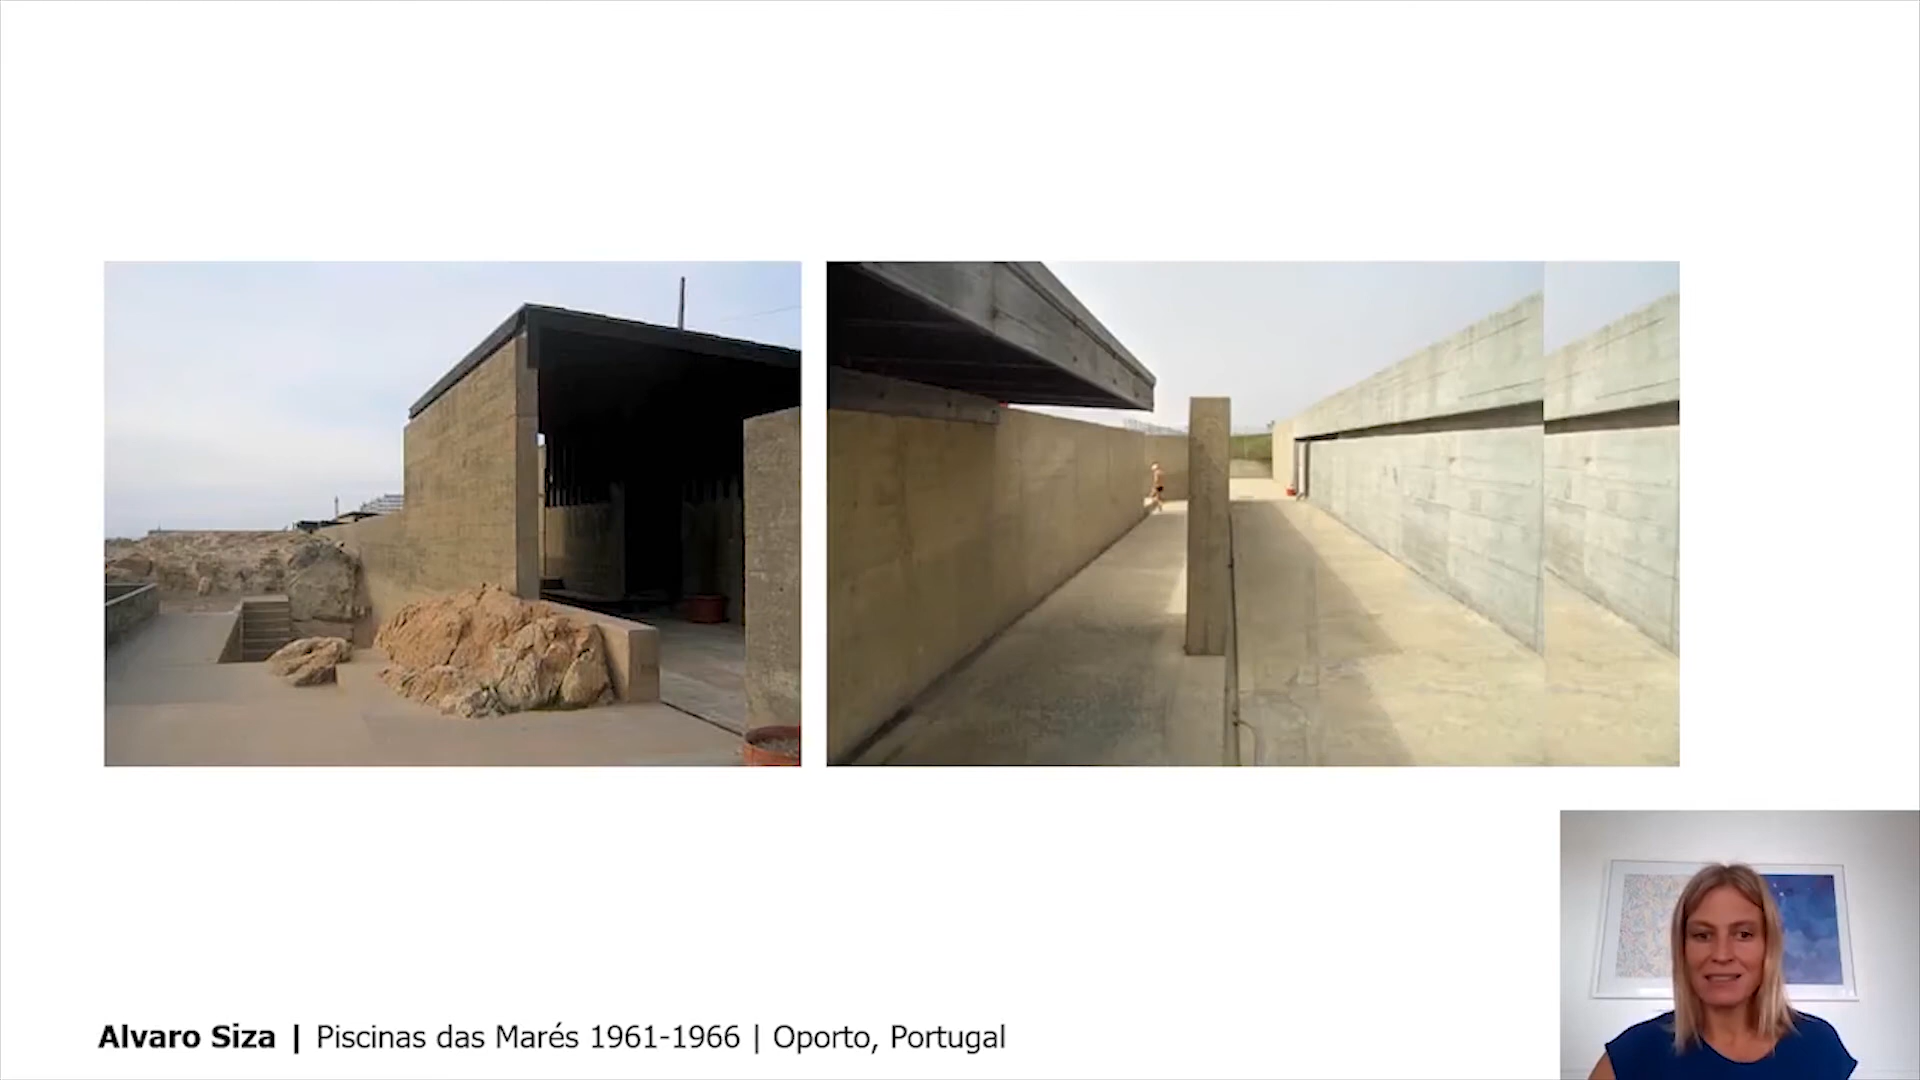 Alvaro Siza | Piscinas das Marés 1961-1966 | Oporto, Portugal